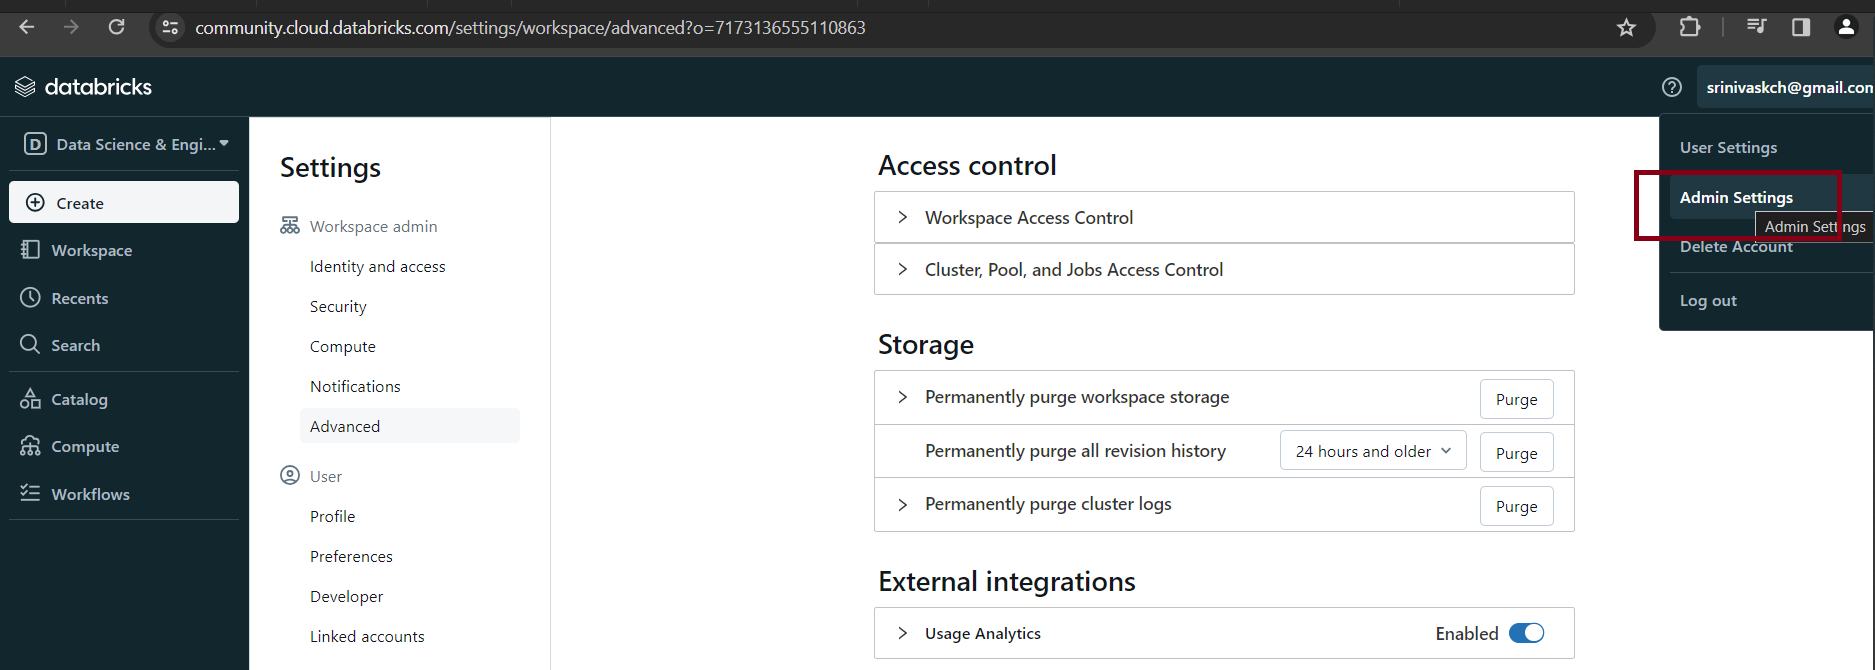 community.cloud.databricks.com/settings/workspace/advanced?o=7173136555110863
databricks
srinivaskch@gmail.con
D Data Science & Engi...
Create
Workspace
Recents
Search
Catalog
Compute
Workflows
Settings
Workspace admin
Identity and access
Security
Compute
Notifications
Advanced
User
Profile
Preferences
Developer
Linked accounts
Access control
Workspace Access Control
Cluster, Pool, and Jobs Access Control
Storage
Permanently purge workspace storage Purge
Permanently purge all revision history 24 hours and older Purge
Permanently purge cluster logs Purge
External integrations
Usage Analytics Enabled
User Settings
Admin Settings
Admin Settings
Delete Account
Log out